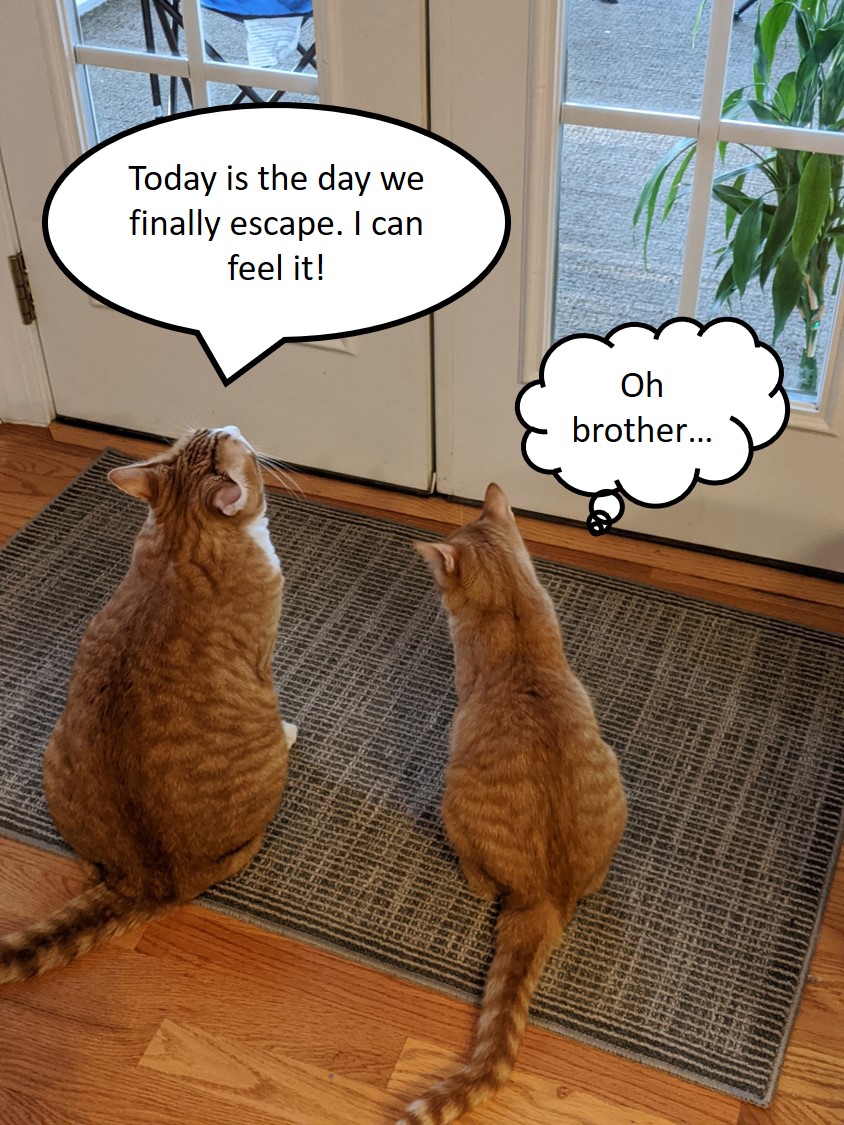 Today is the day we
finally escape. I can
feel it!
Oh
brother...